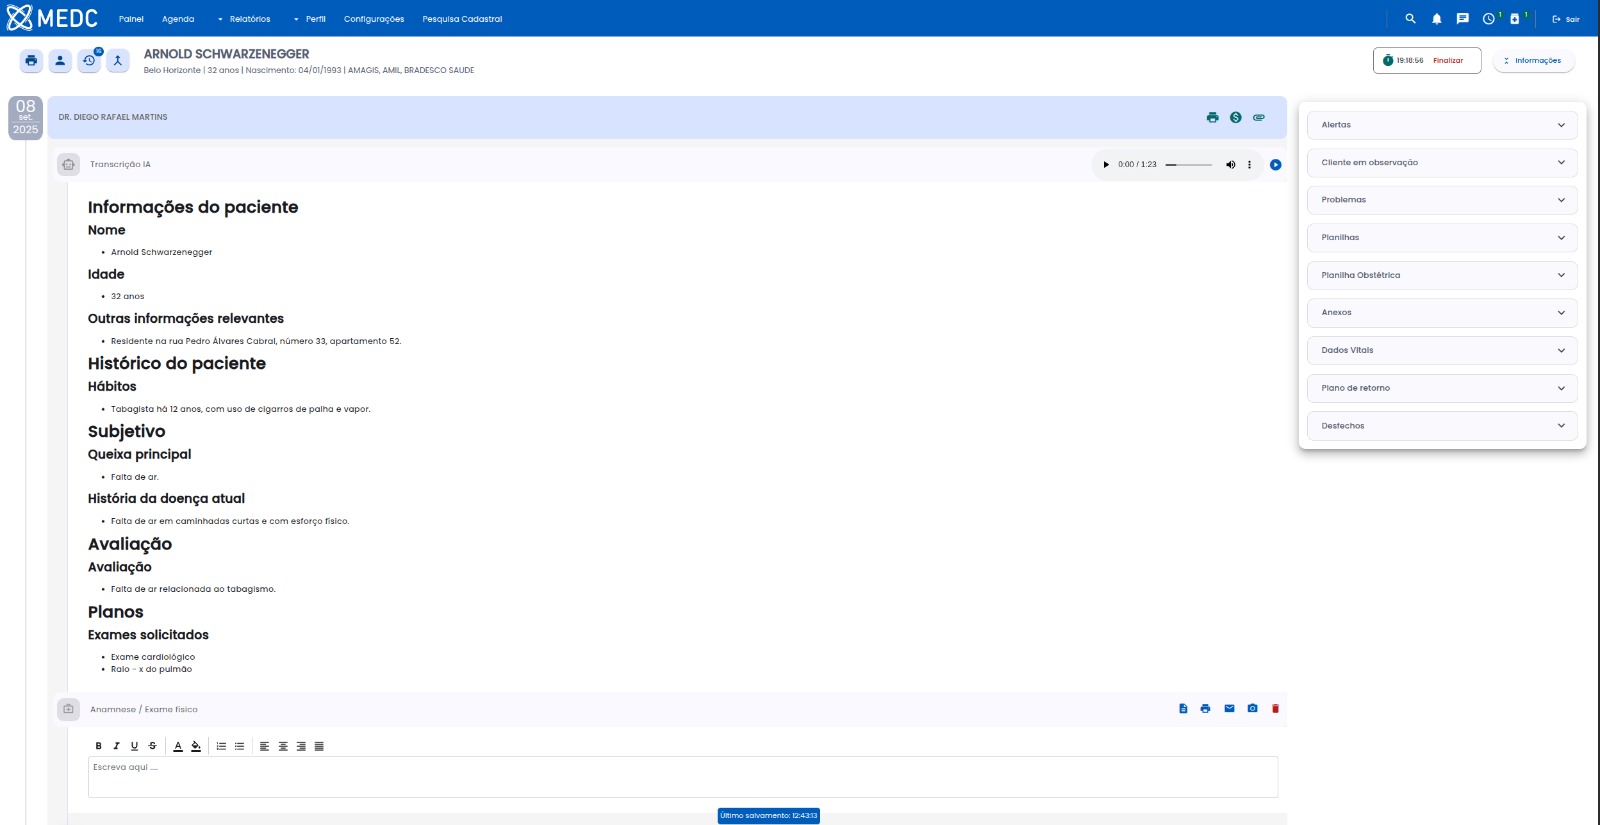 MEDC
Painel
Agenda
Relatórios
Perfil
Configurações
Pesquisa Cadastral
1
1
Sair
16
ARNOLD SCHWARZENEGGER
Belo Horizonte | 32 anos | Nascimento: 04/01/1993 | AMAGIS, AMIL, BRADESCO SAUDE
19:18:56 Finalizar
Informações
08
set.
2025
DR. DIEGO RAFAEL MARTINS
Transcrição IA
0:00 / 1:23
Informações do paciente
Nome
• Arnold Schwarzenegger
Idade
• 32 anos
Outras informações relevantes
• Residente na rua Pedro Álvares Cabral, número 33, apartamento 52.
Histórico do paciente
Hábitos
• Tabagista há 12 anos, com uso de cigarros de palha e vapor.
Subjetivo
Queixa principal
• Falta de ar.
História da doença atual
• Falta de ar em caminhadas curtas e com esforço físico.
Avaliação
Avaliação
• Falta de ar relacionada ao tabagismo.
Planos
Exames solicitados
• Exame cardiológico
• Raio - x do pulmão
Anamnese / Exame físico
B I U S A
Escreva aqui ....
Último salvamento: 12:43:13
Alertas
Cliente em observação
Problemas
Planilhas
Planilha Obstétrica
Anexos
Dados Vitais
Plano de retorno
Desfechos